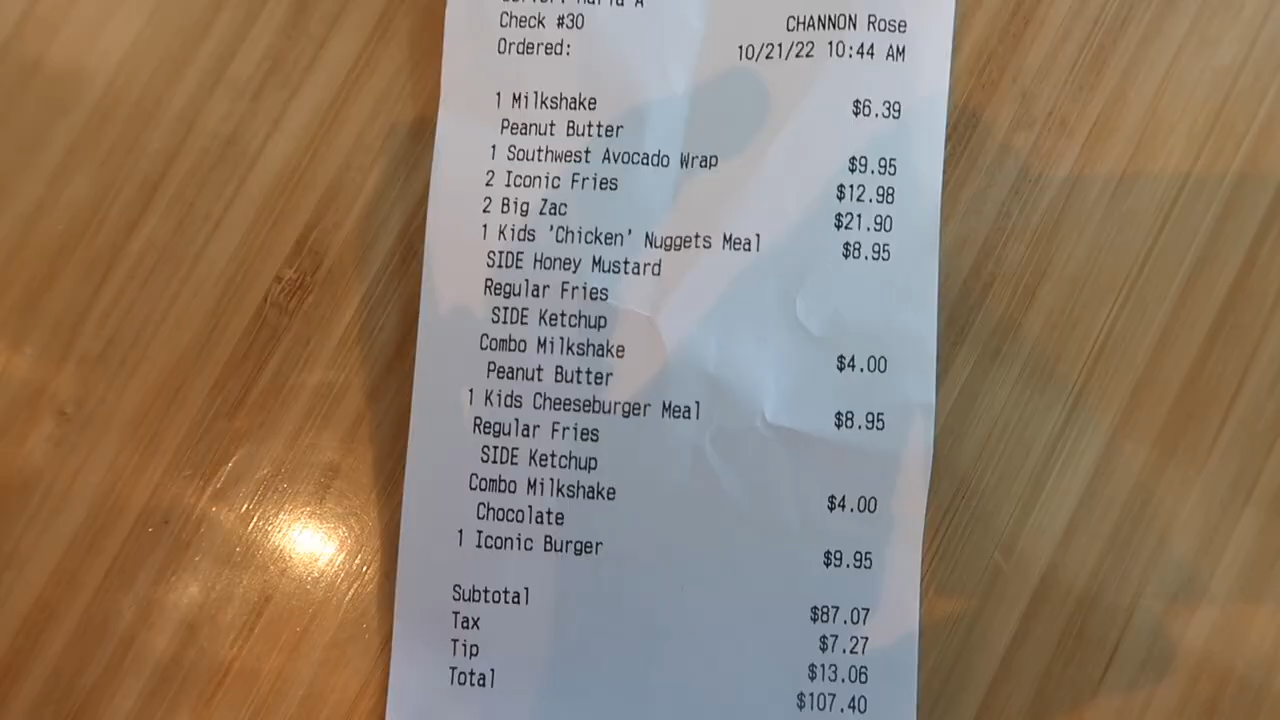 Check #30
CHANNON Rose
Ordered: 10/21/22 10:44 AM
1 Milkshake $6.39
Peanut Butter
1 Southwest Avocado Wrap $9.95
2 Iconic Fries $12.98
2 Big Zac $21.90
1 Kids 'Chicken' Nuggets Meal $8.95
SIDE Honey Mustard
Regular Fries
SIDE Ketchup
Combo Milkshake $4.00
Peanut Butter
1 Kids Cheeseburger Meal $8.95
Regular Fries
SIDE Ketchup
Combo Milkshake $4.00
Chocolate
1 Iconic Burger $9.95
Subtotal $87.07
Tax $7.27
Tip $13.06
Total $107.40